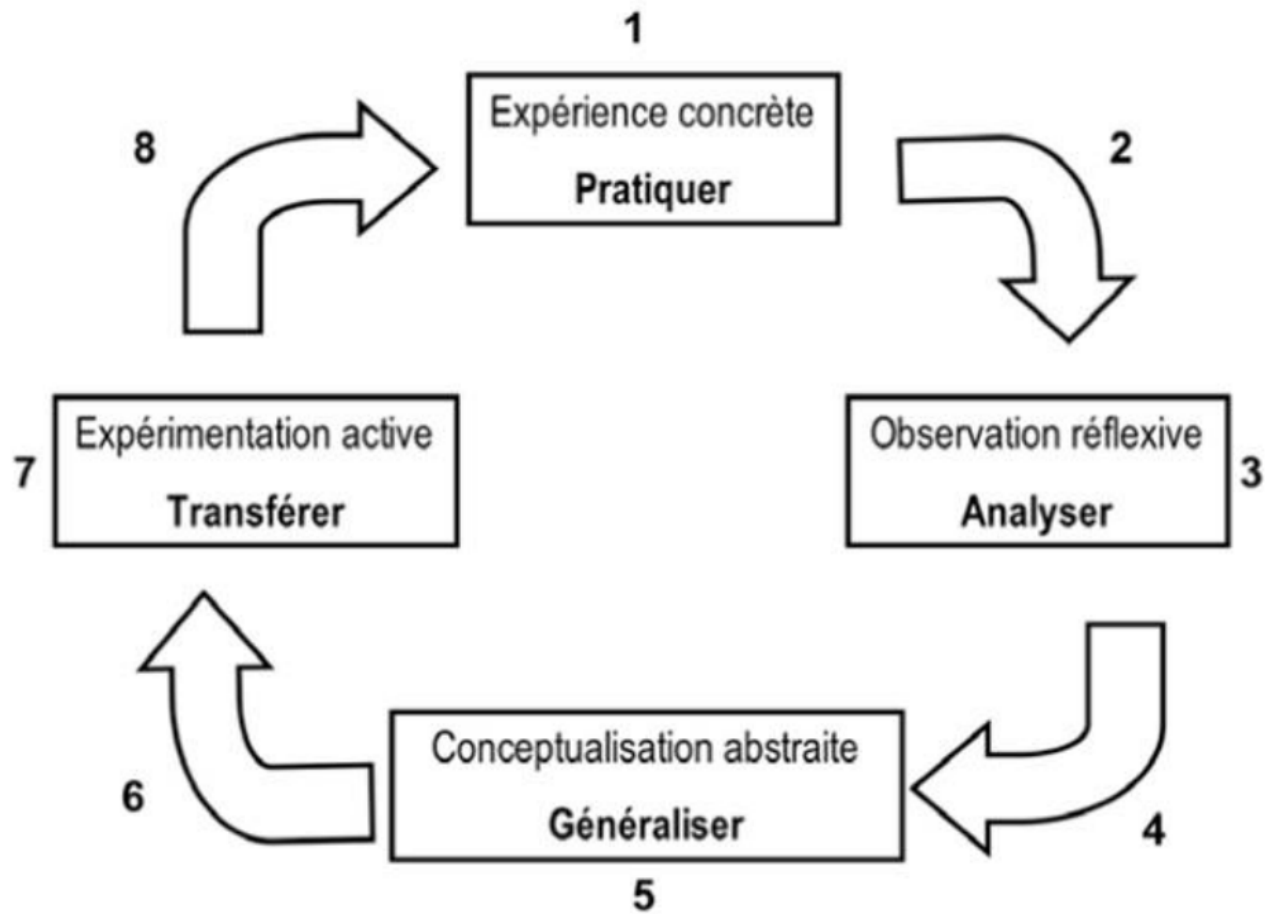 1
Expérience concrète
Pratiquer
2
Observation réflexive
Analyser
3
4
Conceptualisation abstraite
Généraliser
5
6
7
Expérimentation active
Transférer
8